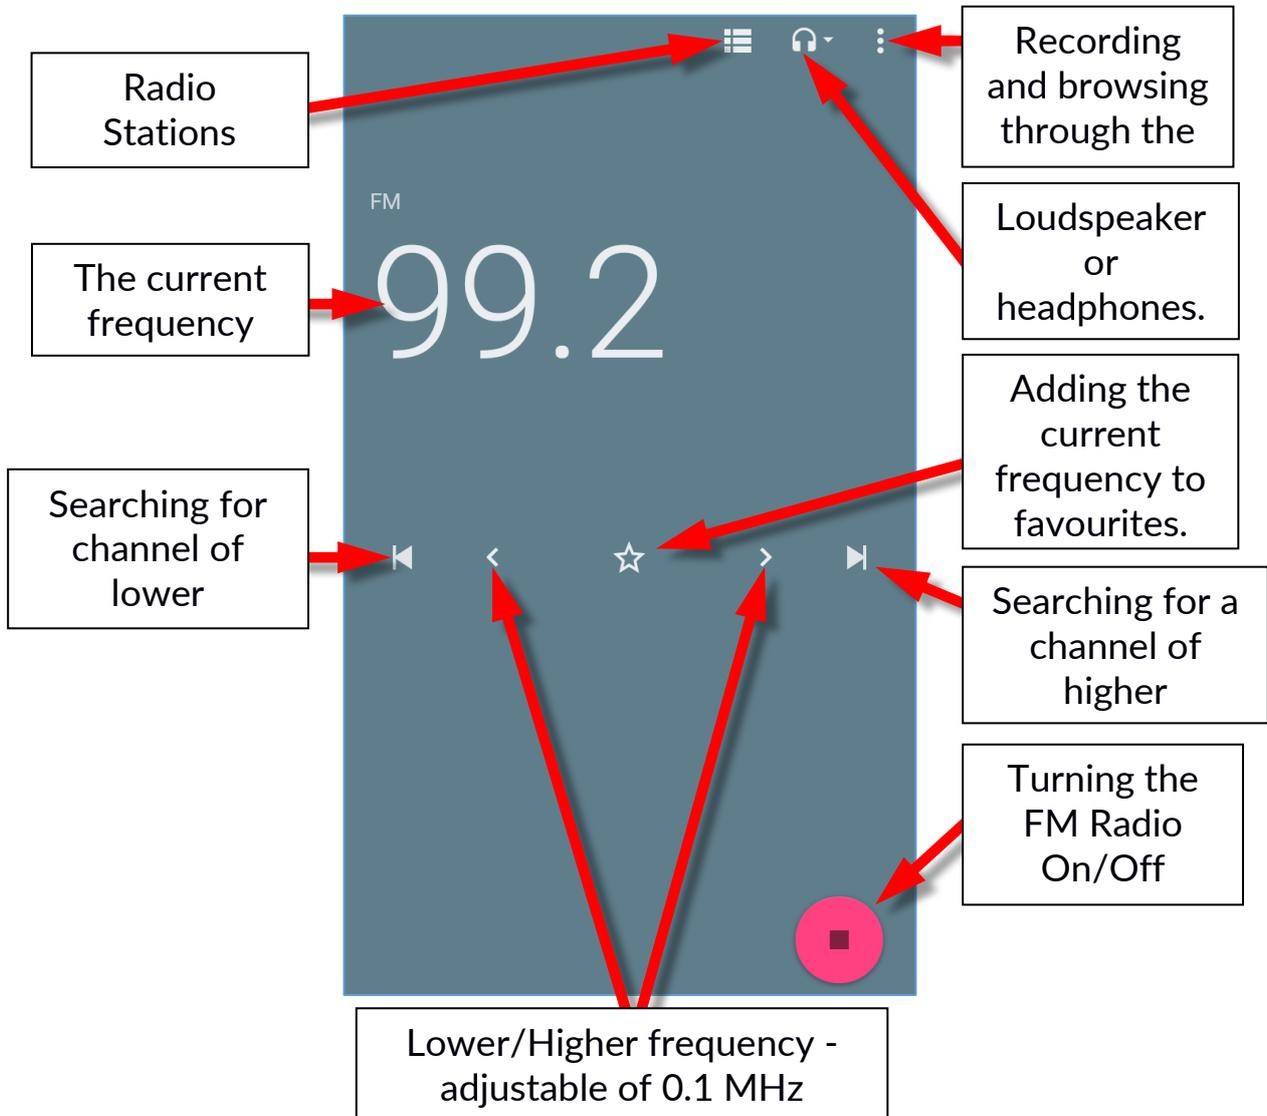 Radio
Stations
Recording
and browsing
through the
Loudspeaker
or
headphones.
FM
99.2
The current
frequency
Adding the
current
frequency to
favourites.
Searching for
channel of
lower
Searching for a
channel of
higher
Turning the
FM Radio
On/Off
Lower/Higher frequency -
adjustable of 0.1 MHz